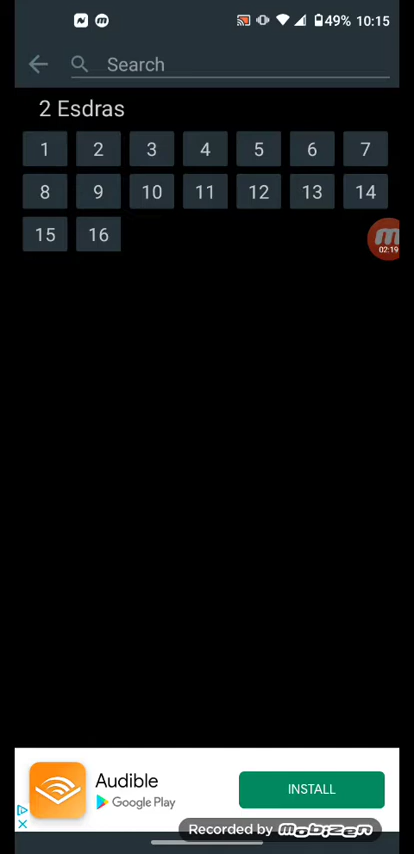 49% 10:15
Search
2 Esdras
1 2 3 4 5 6 7
8 9 10 11 12 13 14
15 16
02:19
Audible
Google Play
INSTALL
Recorded by mobizen